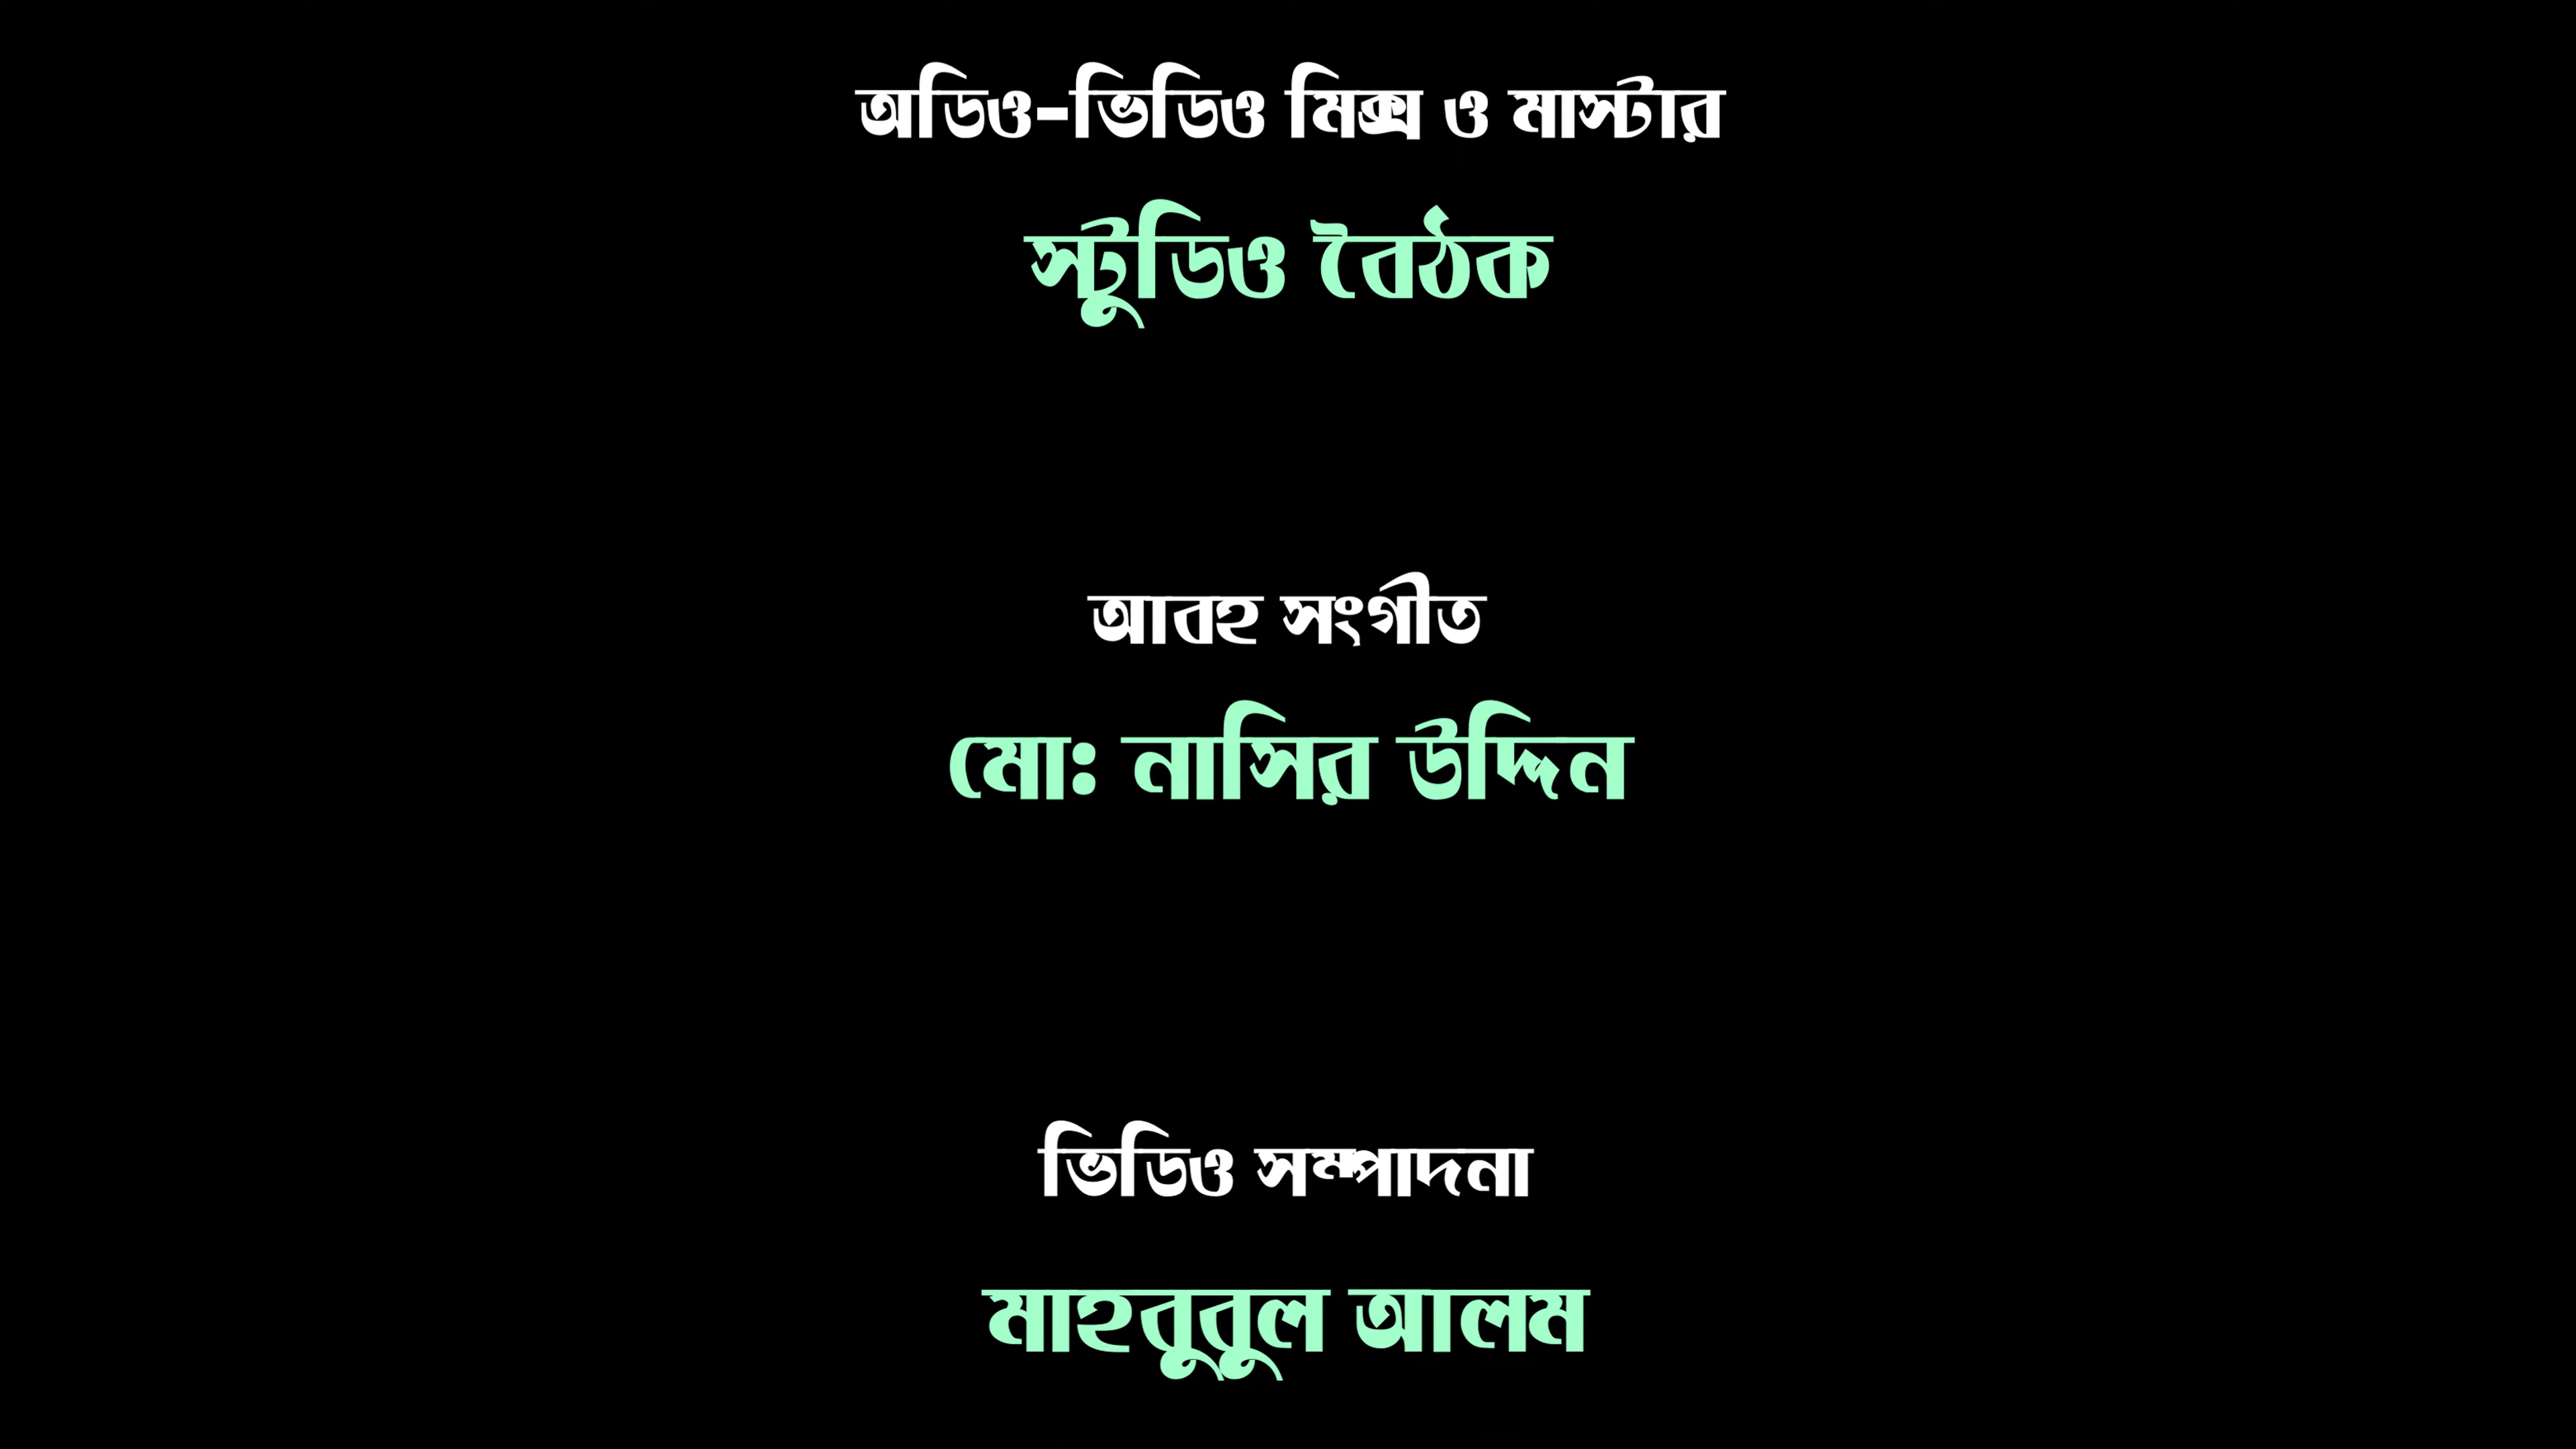 অডিও-ভিডিও মিক্স ও মাস্টার
স্টুডিও বৈঠক
আবহ সংগীত
মো: নাসির উদ্দিন
ভিডিও সম্পাদনা
মাহবুবুল আলম